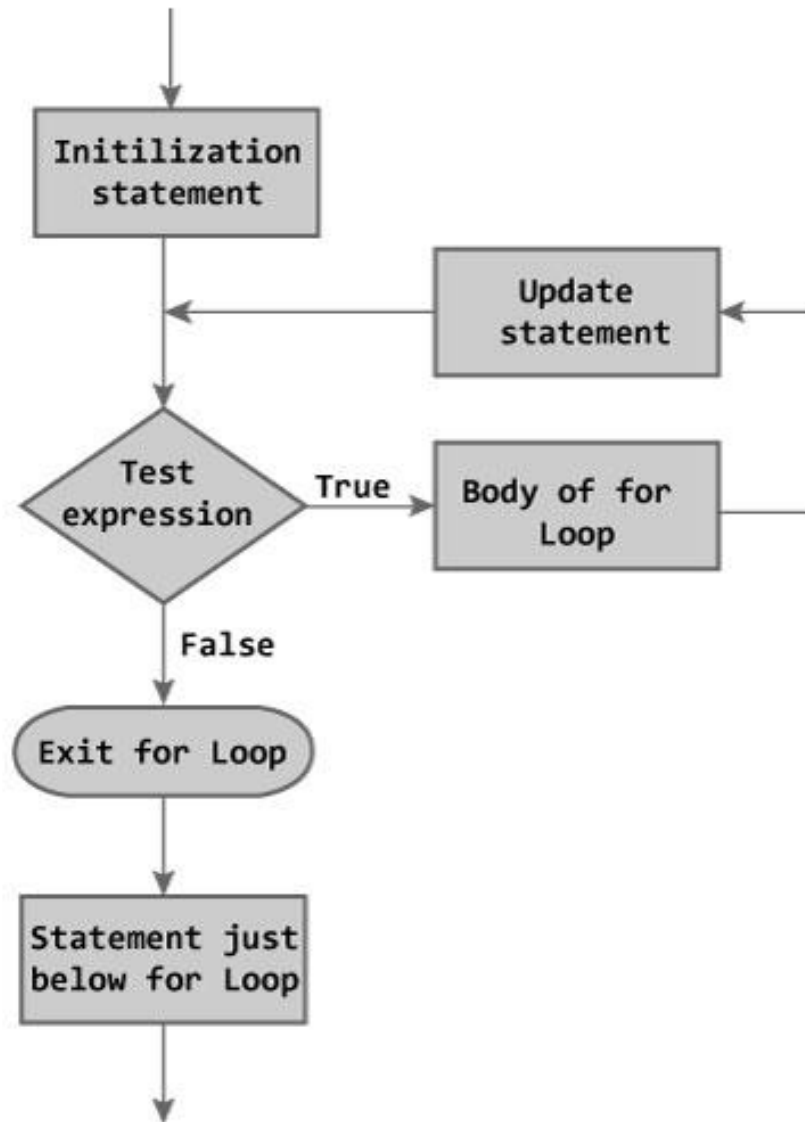 Initilization
statement
Update
statement
Test
expression
True
Body of for
Loop
False
Exit for Loop
Statement just
below for Loop